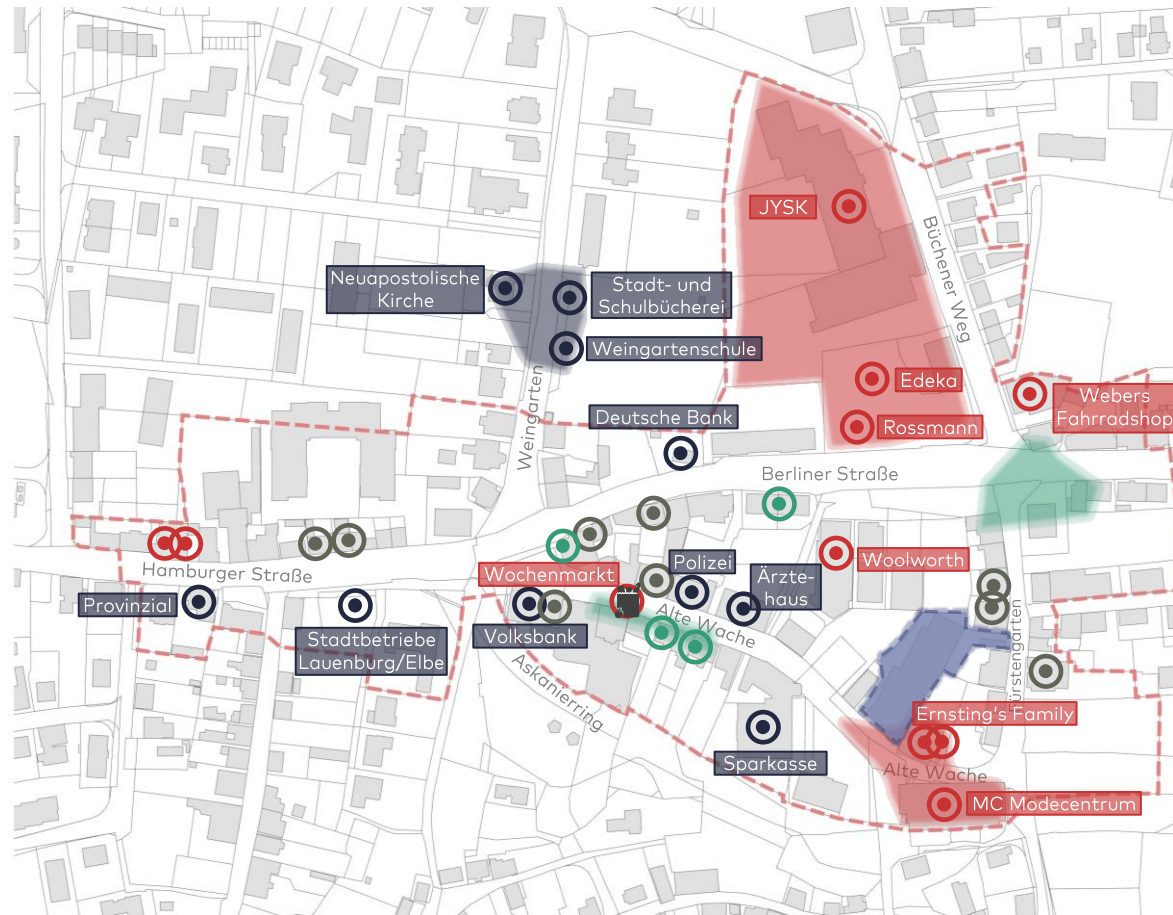 JYSK
Büchener Weg
Neuapostolische
Kirche
Stadt- und
Schulbücherei
Weingartenschule
Weingarten
Edeka
Webers
Fahrradshop
Deutsche Bank
Rossmann
Berliner Straße
Hamburger Straße
Wochenmarkt
Polizei
Woolworth
Ärzte-
haus
Provinzial
Stadtbetriebe
Lauenburg/Elbe
Volksbank
Alte Wache
Askanierring
Fürstengarten
Ernsting's Family
Sparkasse
Alte Wache
MC Modecentrum